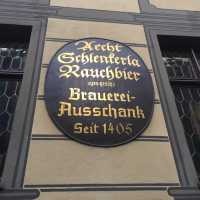 Aecht
Schlenkerla
Rauchbier
Brauerei-
Ausschank
Seit 1405